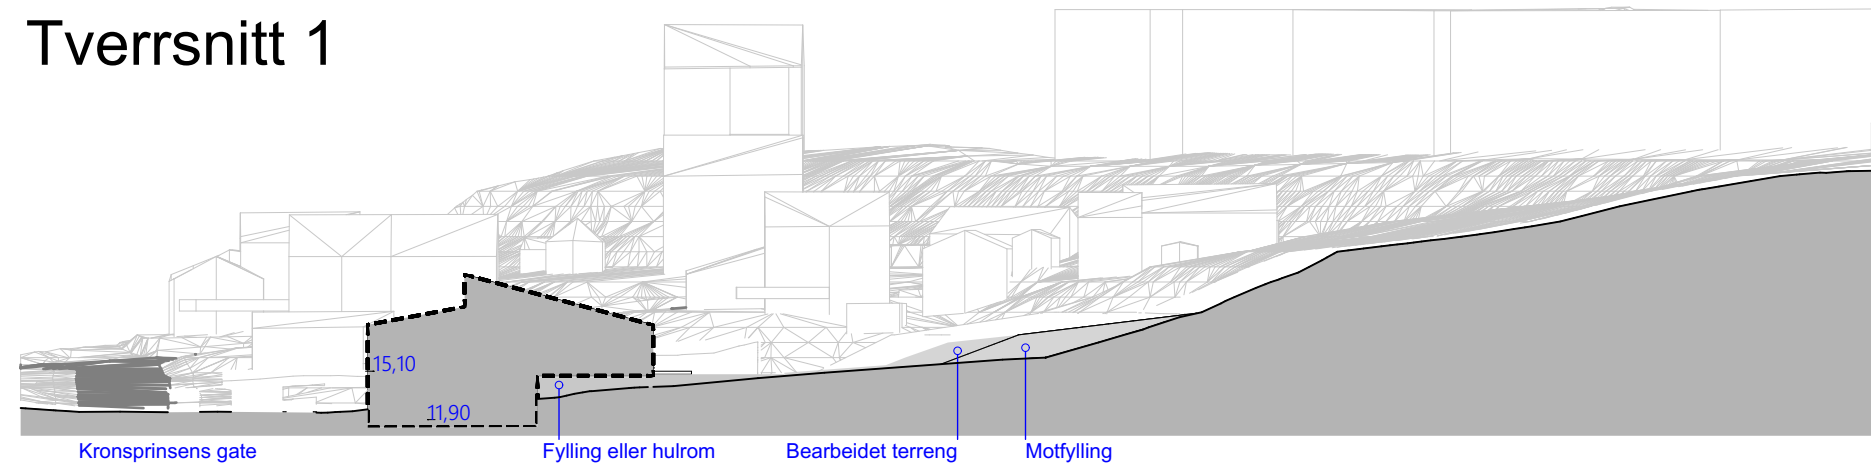 Tverrsnitt 1
15,10
11,90
Kronsprinsens gate
Fylling eller hulrom
Bearbeidet terreng
Motfylling